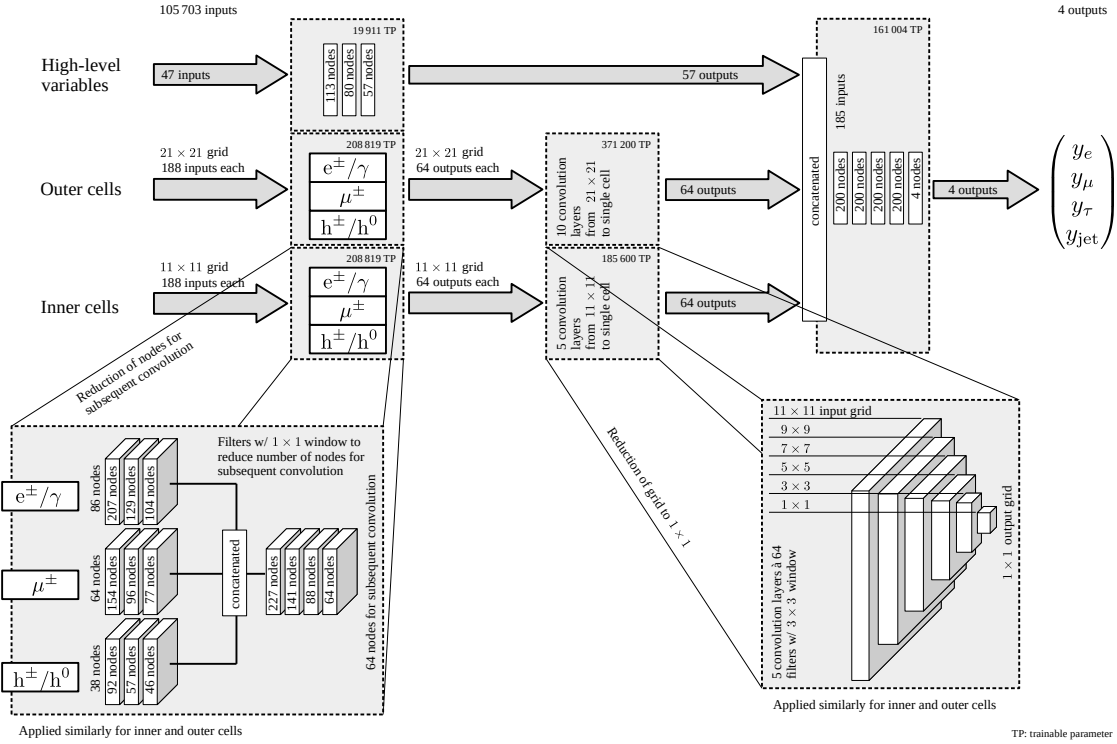 105 703 inputs
4 outputs
19 911 TP
161 004 TP
High-level
variables
47 inputs
113 nodes
80 nodes
57 nodes
57 outputs
185 inputs
concatenated
200 nodes
200 nodes
200 nodes
200 nodes
4 nodes
4 outputs
y_e
y_μ
y_τ
y_jet
Outer cells
21 × 21 grid
188 inputs each
208 819 TP
e±/γ
μ±
h±/h⁰
21 × 21 grid
64 outputs each
371 200 TP
10 convolution
layers
from 21 × 21
to single cell
64 outputs
Inner cells
11 × 11 grid
188 inputs each
208 819 TP
e±/γ
μ±
h±/h⁰
11 × 11 grid
64 outputs each
185 600 TP
5 convolution
layers
from 11 × 11
to single cell
64 outputs
Reduction of nodes for
subsequent convolution
Reduction of grid to 1 × 1
Filters w/ 1 × 1 window to
reduce number of nodes for
subsequent convolution
e±/γ
86 nodes
207 nodes
129 nodes
104 nodes
μ±
64 nodes
154 nodes
96 nodes
77 nodes
h±/h⁰
38 nodes
92 nodes
57 nodes
46 nodes
concatenated
227 nodes
141 nodes
88 nodes
64 nodes
64 nodes for subsequent convolution
Applied similarly for inner and outer cells
11 × 11 input grid
9 × 9
7 × 7
5 × 5
3 × 3
1 × 1
1 × 1 output grid
5 convolution layers à 64
filters w/ 3 × 3 window
Applied similarly for inner and outer cells
TP: trainable parameter